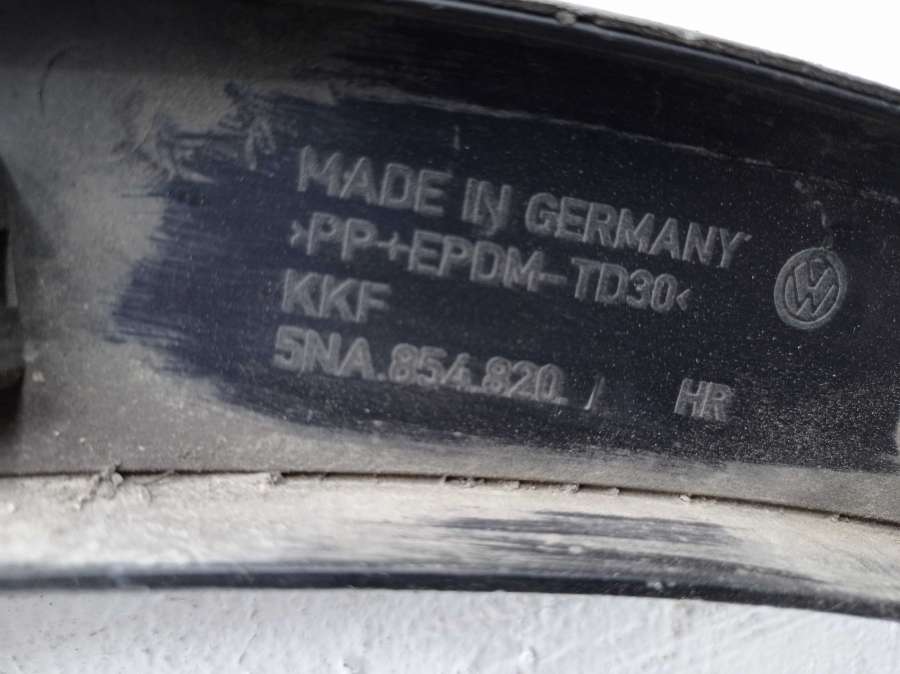 MADE IN GERMANY
>PP+EPDM-TD30<
KKF
5NA.854.820. /
HR